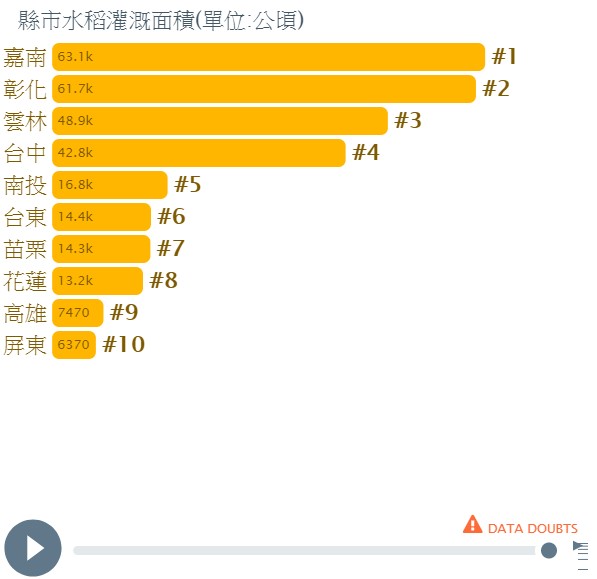 縣市水稻灌溉面積(單位:公頃)
嘉南 63.1k #1
彰化 61.7k #2
雲林 48.9k #3
台中 42.8k #4
南投 16.8k #5
台東 14.4k #6
苗栗 14.3k #7
花蓮 13.2k #8
高雄 7470 #9
屏東 6370 #10
DATA DOUBTS